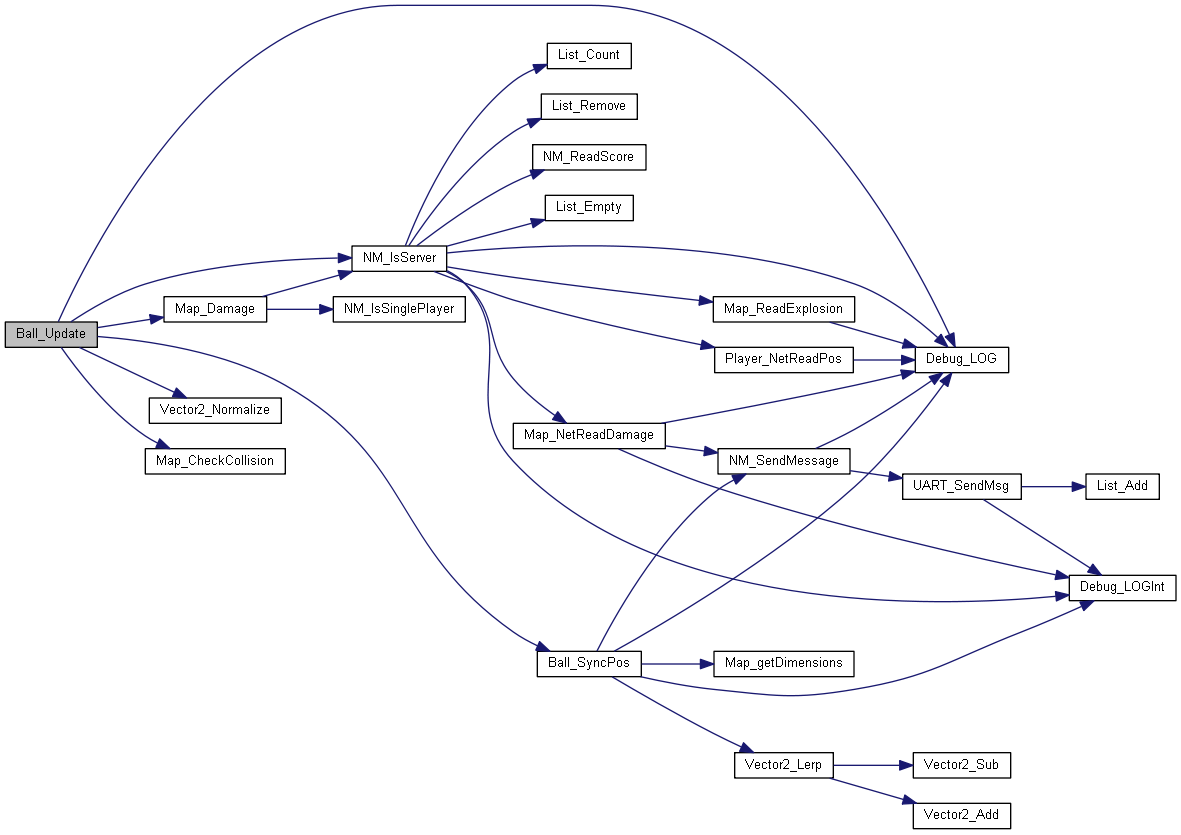 List_Count
List_Remove
NM_ReadScore
List_Empty
NM_IsServer
Map_Damage
NM_IsSinglePlayer
Map_ReadExplosion
Ball_Update
Player_NetReadPos
Debug_LOG
Vector2_Normalize
Map_NetReadDamage
Map_CheckCollision
NM_SendMessage
UART_SendMsg
List_Add
Debug_LOGInt
Ball_SyncPos
Map_getDimensions
Vector2_Lerp
Vector2_Sub
Vector2_Add